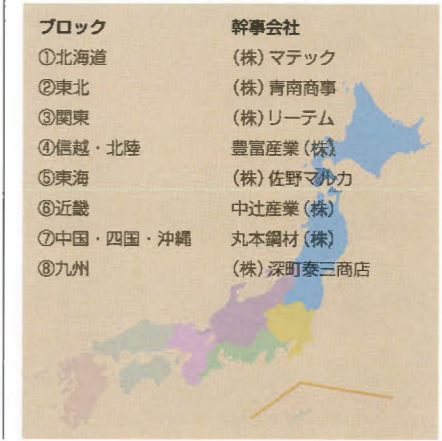 ブロック 幹事会社
①北海道 (株)マテック
②東北 (株)青南商事
③関東 (株)リーテム
④信越・北陸 豊富産業(株)
⑤東海 (株)佐野マルカ
⑥近畿 中辻産業(株)
⑦中国・四国・沖縄 丸本鋼材(株)
⑧九州 (株)深町泰三商店